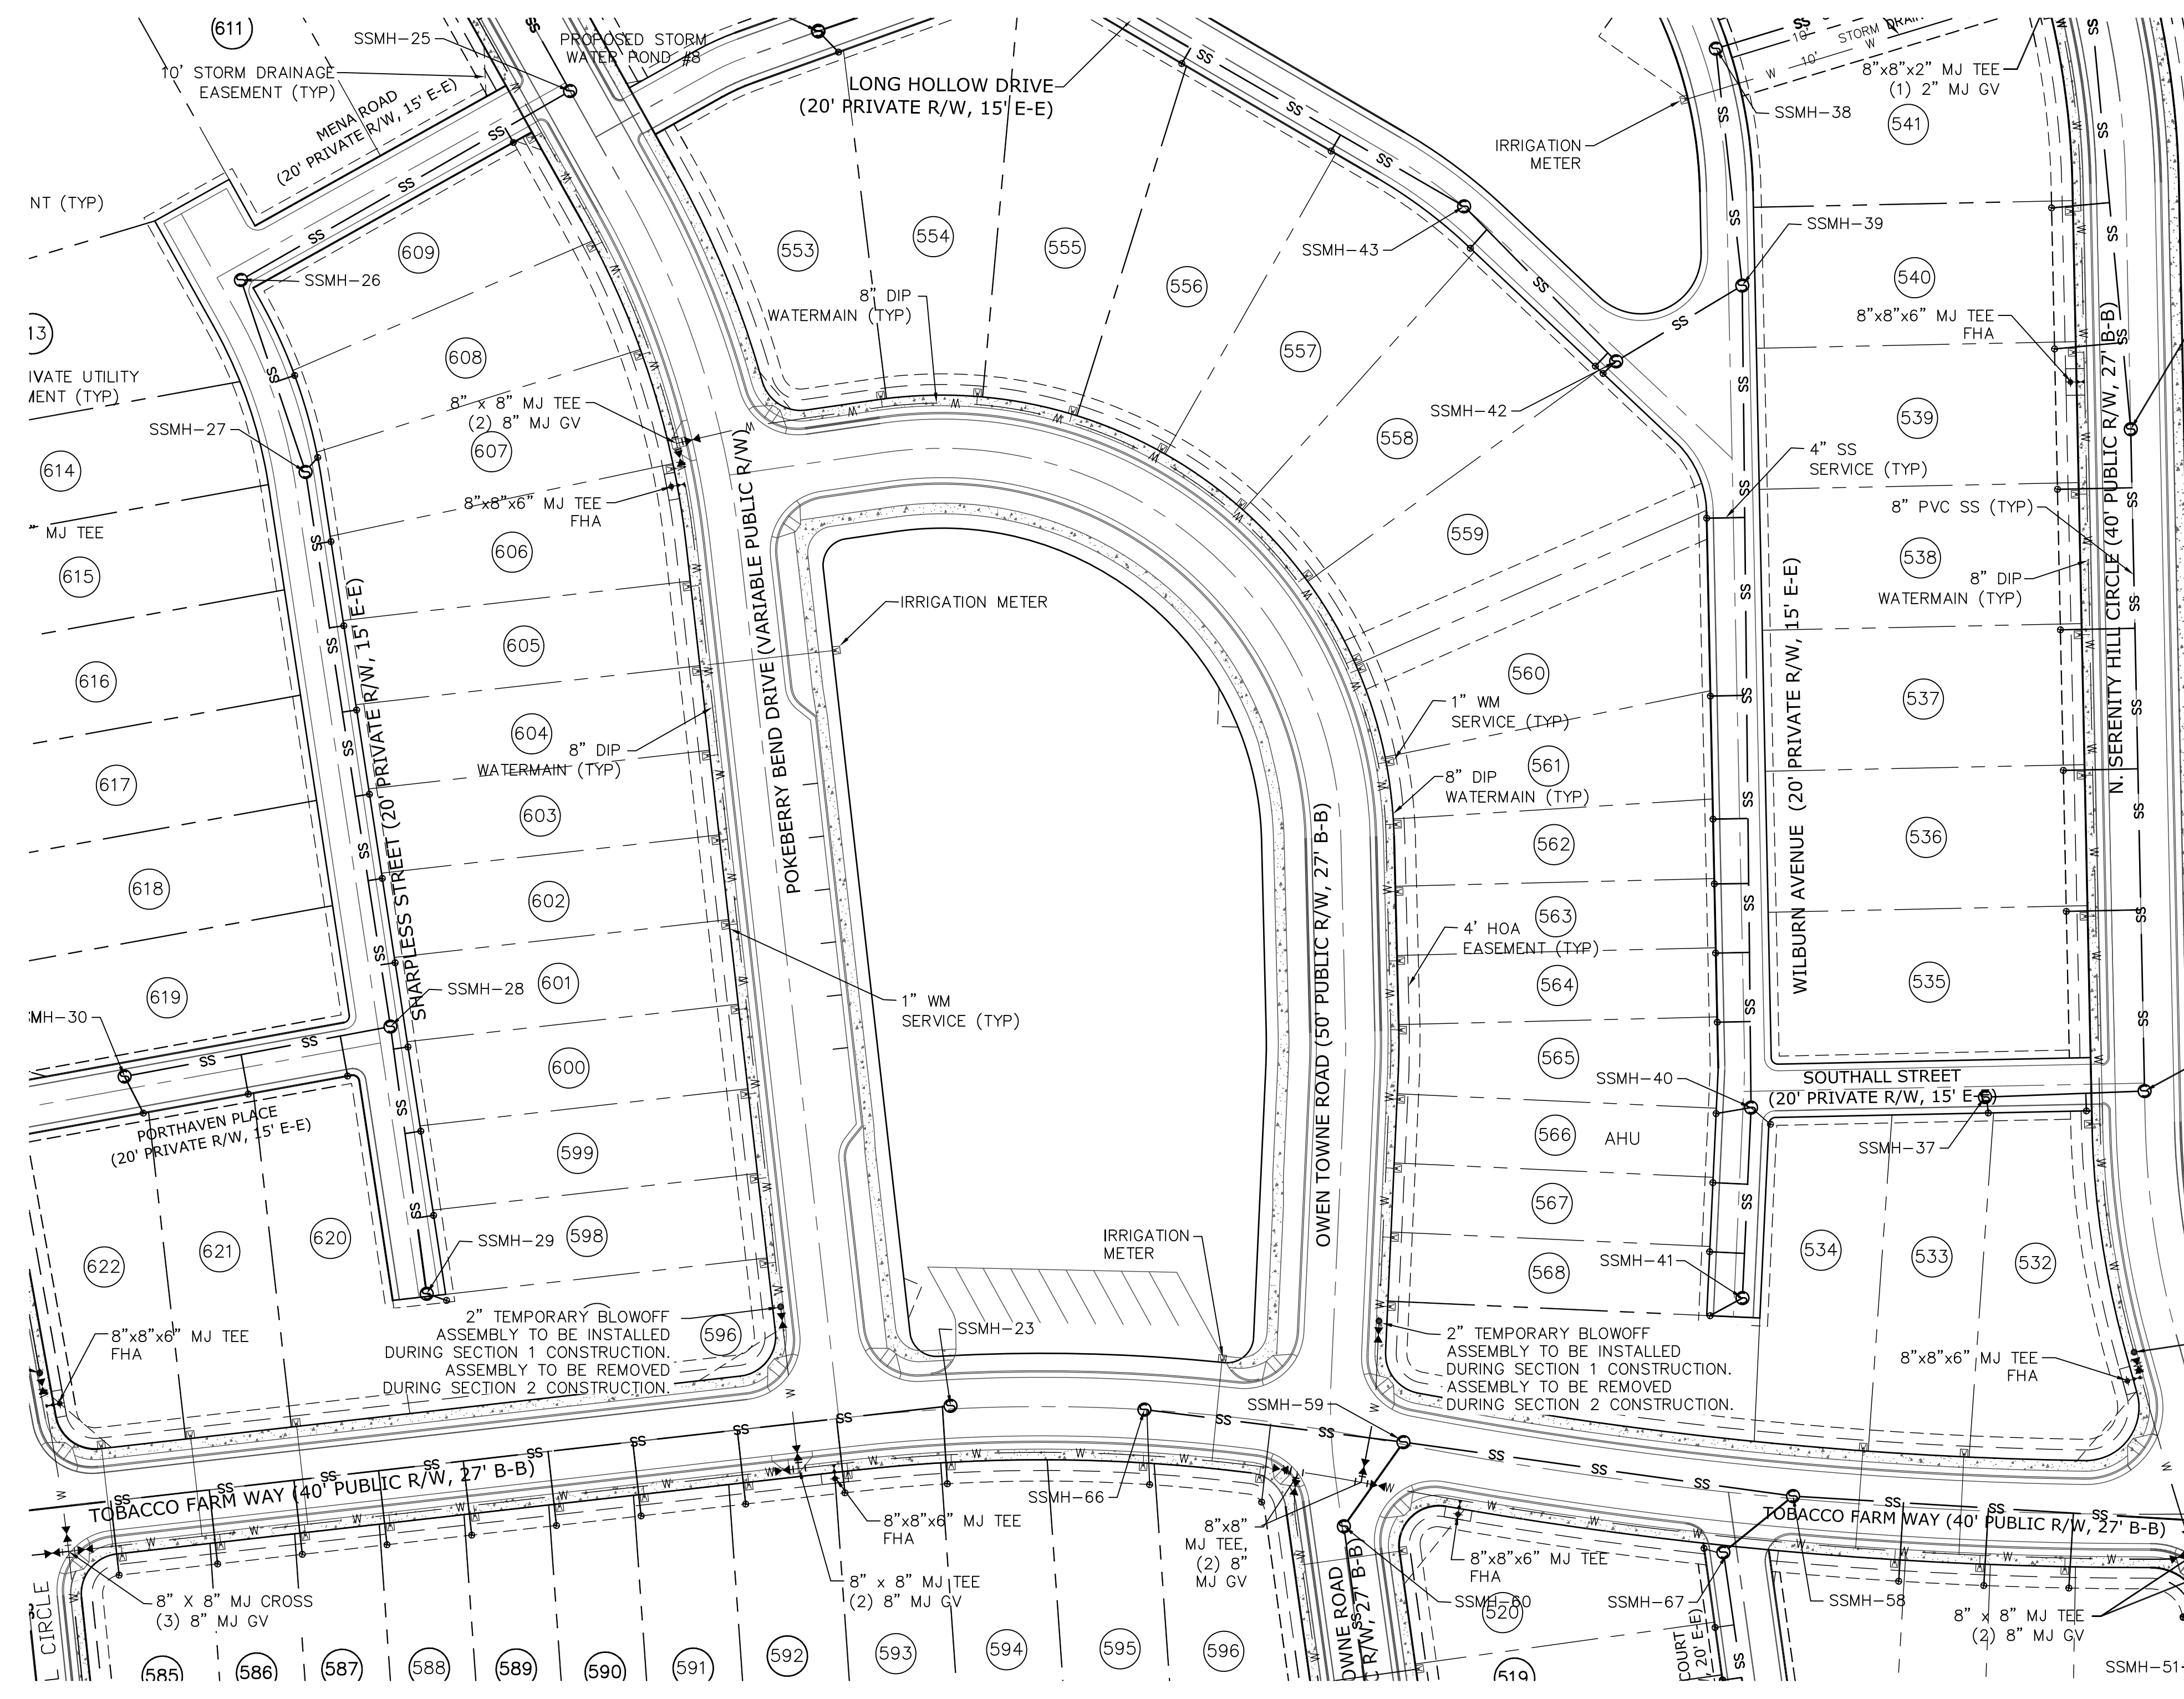 611
SSMH-25
PROPOSED STORM
WATER POND #8
10' STORM DRAINAGE
EASEMENT (TYP)
MENA ROAD
(20' PRIVATE R/W, 15' E-E)
LONG HOLLOW DRIVE
(20' PRIVATE R/W, 15' E-E)
10'
STORM DRAIN
W
10'
8"x8"x2" MJ TEE
(1) 2" MJ GV
SSMH-38
541
IRRIGATION
METER
NT (TYP)
609
553
554
555
SSMH-43
SSMH-39
540
SSMH-26
556
8" DIP
WATERMAIN (TYP)
8"x8"x6" MJ TEE
FHA
13
608
557
IVATE UTILITY
MENT (TYP)
8" x 8" MJ TEE
(2) 8" MJ GV
SSMH-27
607
SSMH-42
558
539
614
4" SS
SERVICE (TYP)
8"x8"x6" MJ TEE
FHA
8" PVC SS (TYP)
" MJ TEE
559
606
615
538
8" DIP
WATERMAIN (TYP)
IRRIGATION METER
605
616
560
1" WM
SERVICE (TYP)
537
604
8" DIP
WATERMAIN (TYP)
561
8" DIP
WATERMAIN (TYP)
617
603
562
536
618
602
563
4' HOA
EASEMENT (TYP)
SHARPLESS STREET (20' PRIVATE R/W, 15' E-E)
POKEBERRY BEND DRIVE (VARIABLE PUBLIC R/W)
OWEN TOWNE ROAD (50' PUBLIC R/W, 27' B-B)
WILBURN AVENUE (20' PRIVATE R/W, 15' E-E)
N. SERENITY HILL CIRCLE (40' PUBLIC R/W, 27' B-B)
619
SSMH-28
601
564
535
1" WM
SERVICE (TYP)
MH-30
600
565
SSMH-40
SOUTHALL STREET
(20' PRIVATE R/W, 15' E-E)
PORTHAVEN PLACE
(20' PRIVATE R/W, 15' E-E)
599
566
AHU
SSMH-37
567
622
621
620
SSMH-29
598
IRRIGATION
METER
568
SSMH-41
534
533
532
2" TEMPORARY BLOWOFF
ASSEMBLY TO BE INSTALLED
DURING SECTION 1 CONSTRUCTION.
ASSEMBLY TO BE REMOVED
DURING SECTION 2 CONSTRUCTION.
596
SSMH-23
8"x8"x6" MJ TEE
FHA
2" TEMPORARY BLOWOFF
ASSEMBLY TO BE INSTALLED
DURING SECTION 1 CONSTRUCTION.
ASSEMBLY TO BE REMOVED
DURING SECTION 2 CONSTRUCTION.
8"x8"x6" MJ TEE
FHA
SSMH-59
TOBACCO FARM WAY (40' PUBLIC R/W, 27' B-B)
SSMH-66
8"x8"x6" MJ TEE
FHA
8"x8"
MJ TEE,
(2) 8"
MJ GV
TOBACCO FARM WAY (40' PUBLIC R/W, 27' B-B)
8"x8"x6" MJ TEE
FHA
8" X 8" MJ CROSS
(3) 8" MJ GV
8" x 8" MJ TEE
(2) 8" MJ GV
SSMH-60
520
SSMH-67
SSMH-58
8" x 8" MJ TEE
(2) 8" MJ GV
L CIRCLE
OWNE ROAD
C R/W, 27' B-B)
COURT
, 20' E-E)
585
586
587
588
589
590
591
592
593
594
595
596
519
SSMH-51